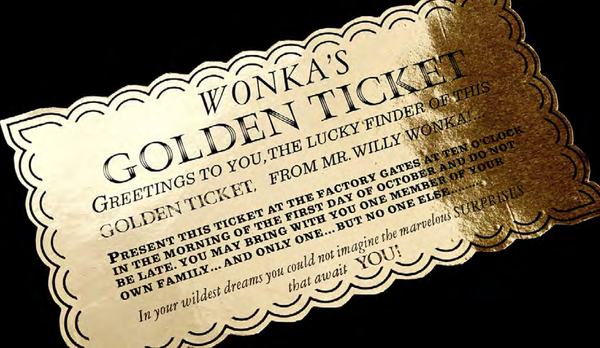 WONKA'S
GOLDEN TICKET
GREETINGS TO YOU, THE LUCKY FINDER OF THIS
GOLDEN TICKET, FROM MR. WILLY WONKA!...
PRESENT THIS TICKET AT THE FACTORY GATES AT TEN O'CLOCK
IN THE MORNING OF THE FIRST DAY OF OCTOBER AND DO NOT
BE LATE. YOU MAY BRING WITH YOU ONE MEMBER OF YOUR
OWN FAMILY... AND ONLY ONE... BUT NO ONE ELSE........
In your wildest dreams you could not imagine the marvelous SURPRISES
that await YOU!